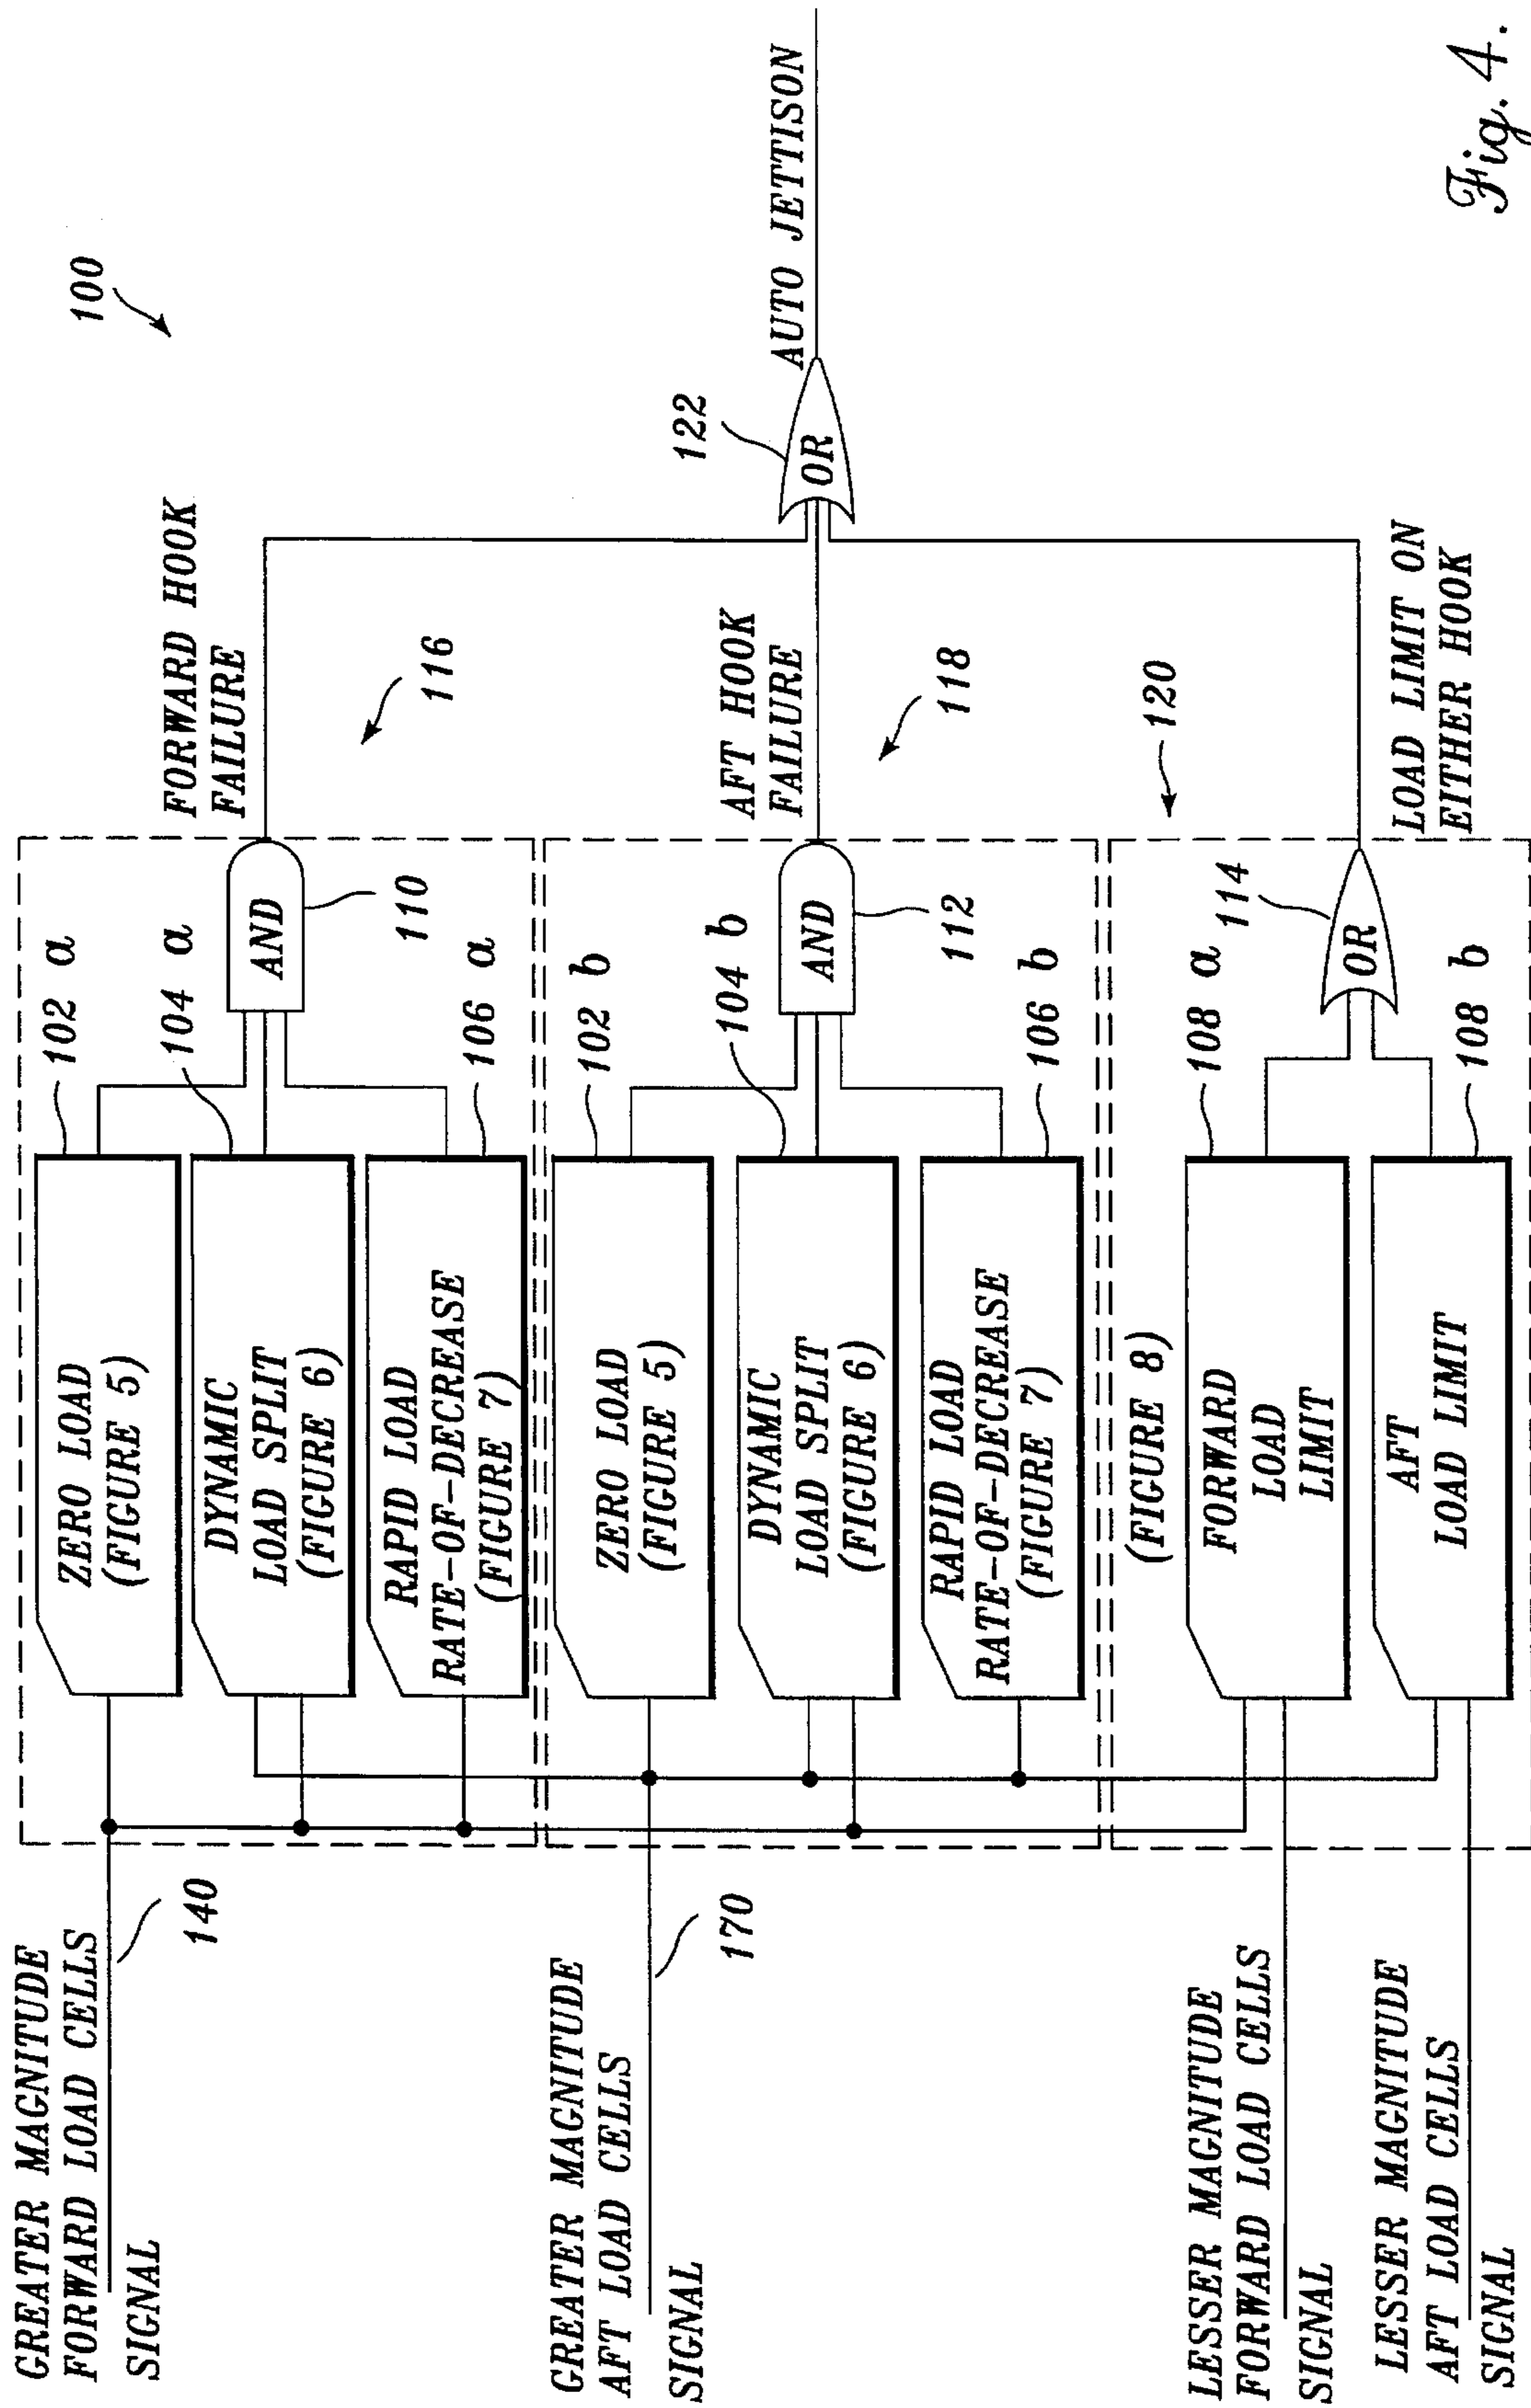 100
GREATER MAGNITUDE
FORWARD LOAD CELLS
SIGNAL
140
ZERO LOAD
(FIGURE 5)
102 a
DYNAMIC
LOAD SPLIT
(FIGURE 6)
104 a
RAPID LOAD
RATE-OF-DECREASE
(FIGURE 7)
106 a
AND
110
FORWARD HOOK
FAILURE
116
GREATER MAGNITUDE
AFT LOAD CELLS
SIGNAL
170
ZERO LOAD
(FIGURE 5)
102 b
DYNAMIC
LOAD SPLIT
(FIGURE 6)
104 b
RAPID LOAD
RATE-OF-DECREASE
(FIGURE 7)
106 b
AND
112
AFT HOOK
FAILURE
118
OR
122
AUTO JETTISON
LESSER MAGNITUDE
FORWARD LOAD CELLS
SIGNAL
(FIGURE 8)
FORWARD
LOAD
LIMIT
108 a
120
LESSER MAGNITUDE
AFT LOAD CELLS
SIGNAL
AFT
LOAD LIMIT
108 b
OR
114
LOAD LIMIT ON
EITHER HOOK
Fig. 4.